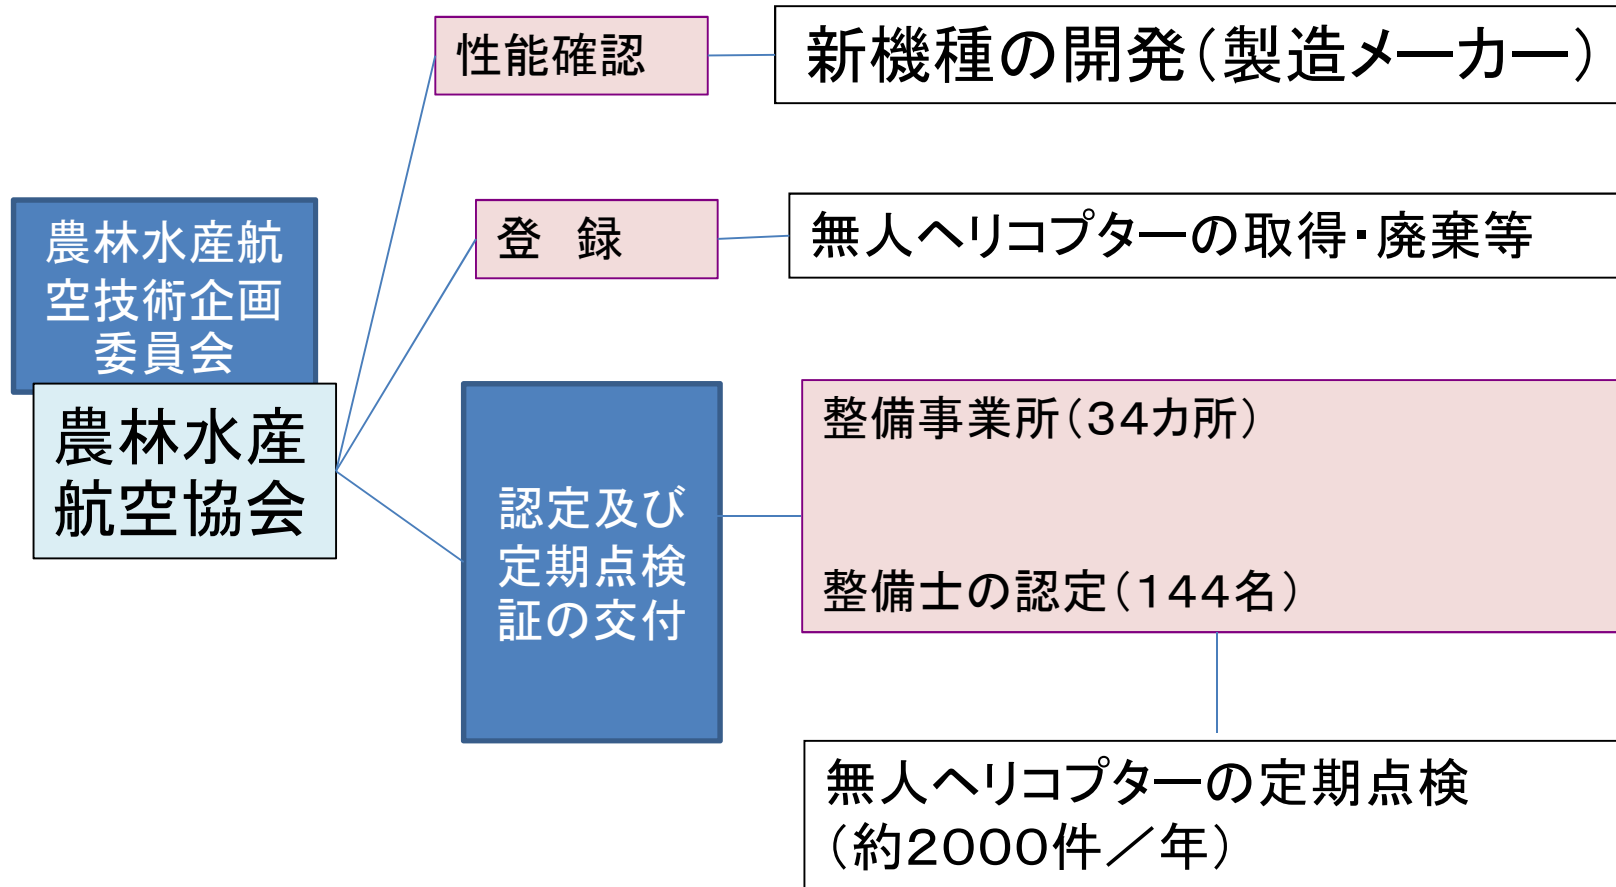 性能確認
新機種の開発（製造メーカー）
登　録
無人ヘリコプターの取得・廃棄等
農林水産航
空技術企画
委員会
農林水産
航空協会
認定及び
定期点検
証の交付
整備事業所（３４カ所）
整備士の認定（１４４名）
無人ヘリコプターの定期点検
（約２０００件／年）